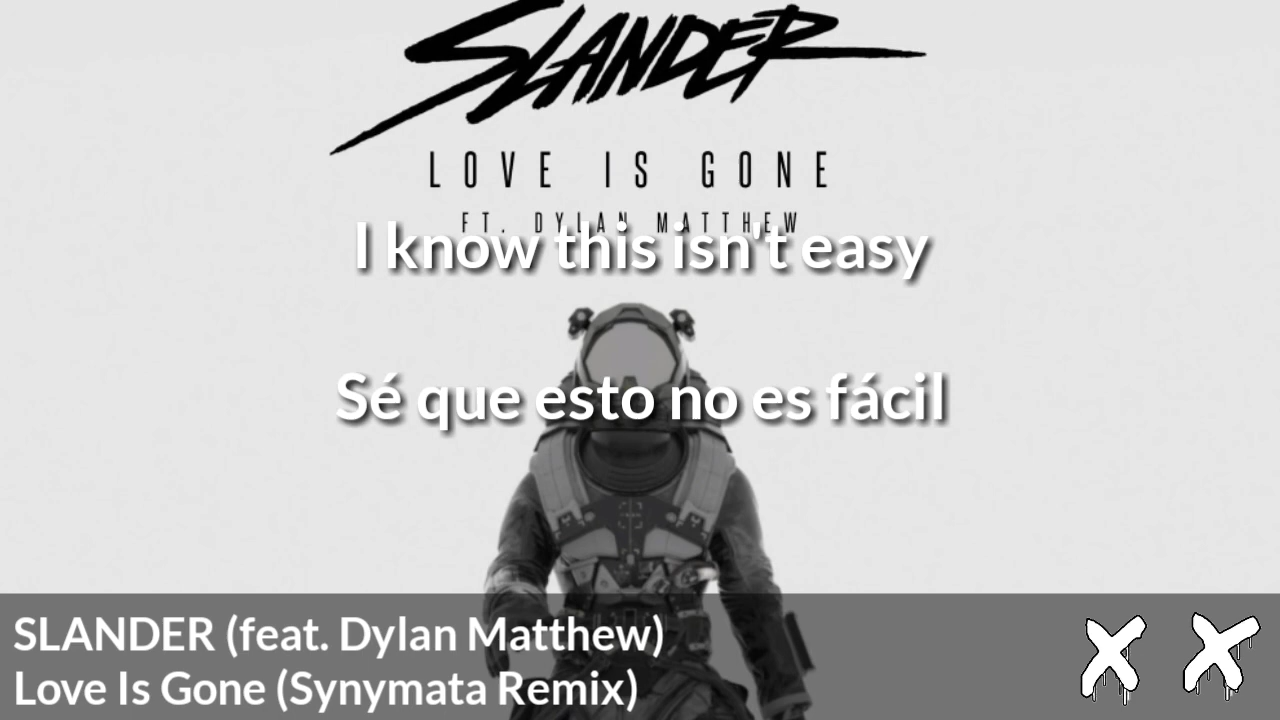 SLANDER
LOVE IS GONE
FT. DYLAN MATTHEW
I know this isn't easy
Sé que esto no es fácil
SLANDER (feat. Dylan Matthew)
Love Is Gone (Synymata Remix)
X X